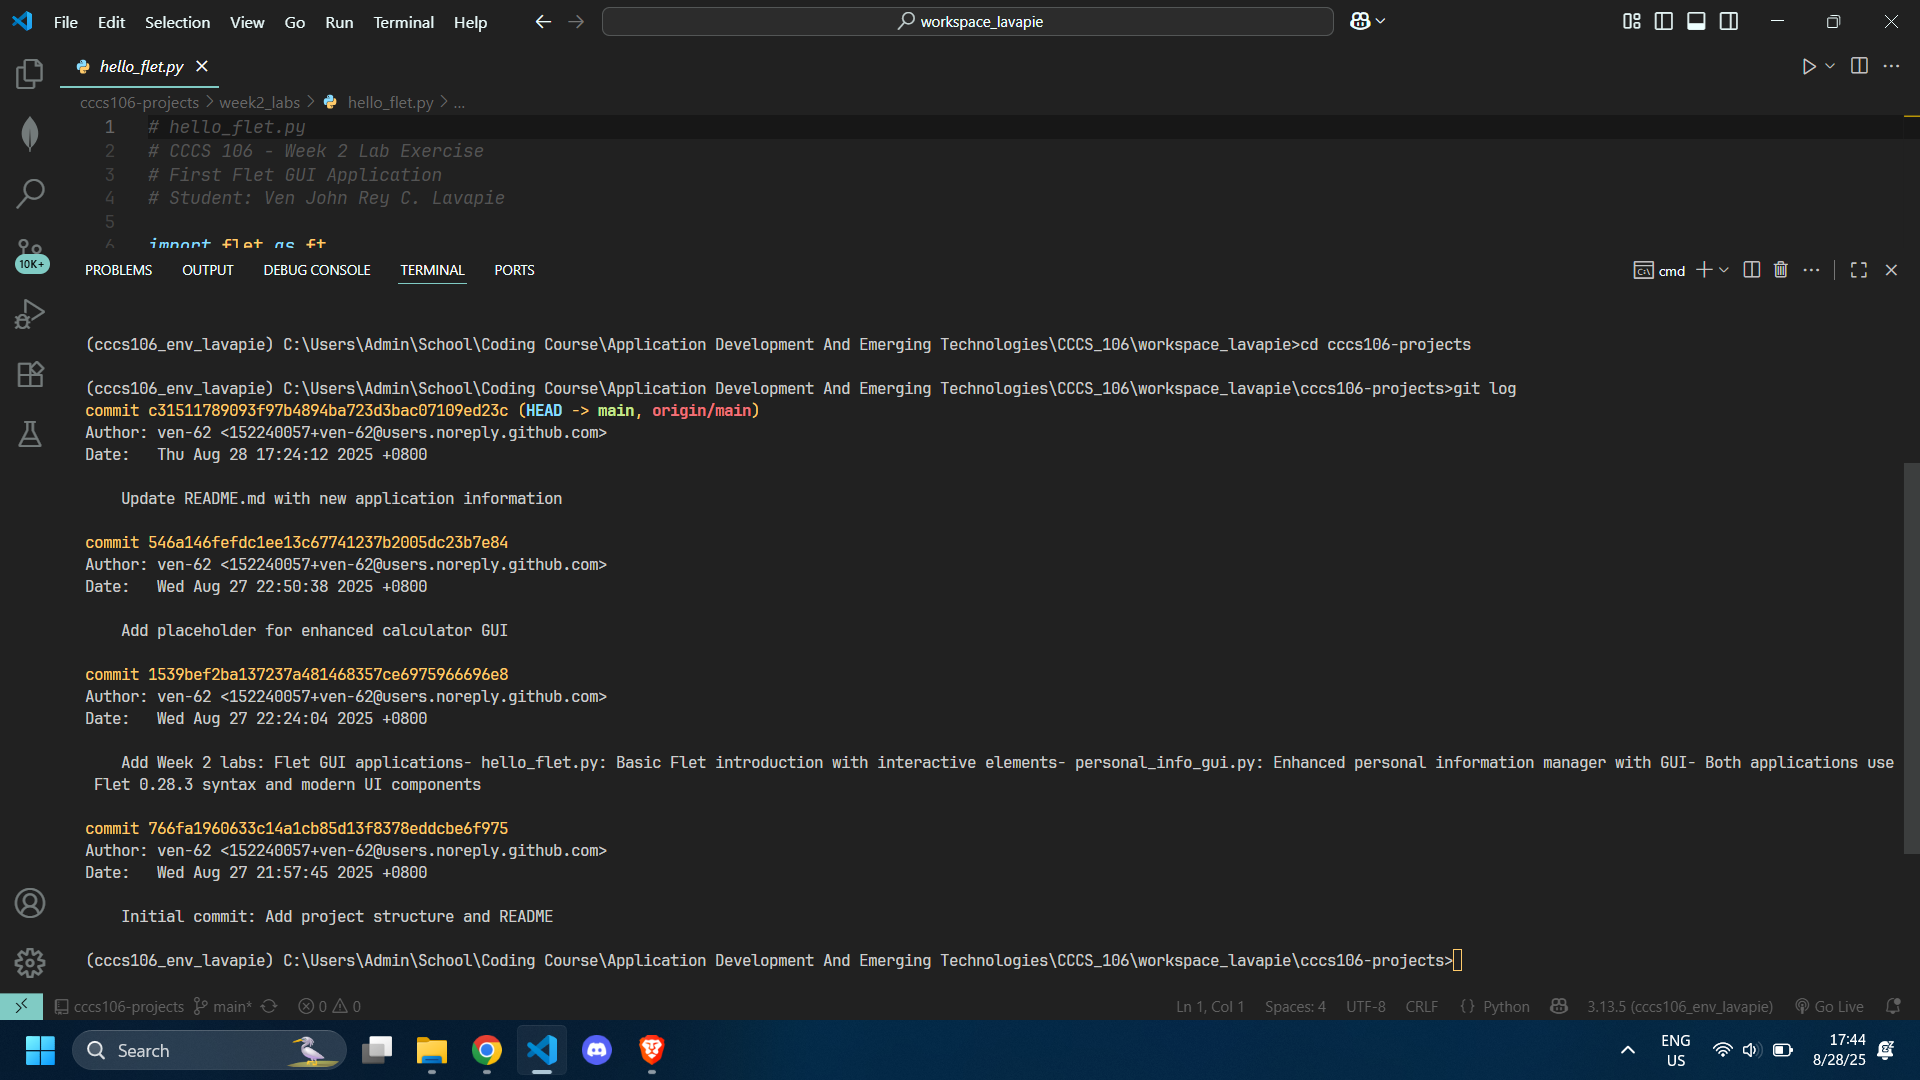 File Edit Selection View Go Run Terminal Help
workspace_lavapie
hello_flet.py
cccs106-projects > week2_labs > hello_flet.py > ...
1 # hello_flet.py
2 # CCCS 106 - Week 2 Lab Exercise
3 # First Flet GUI Application
4 # Student: Ven John Rey C. Lavapie
5
6 import flet as ft
10K+
PROBLEMS OUTPUT DEBUG CONSOLE TERMINAL PORTS
cmd
(cccs106_env_lavapie) C:\Users\Admin\School\Coding Course\Application Development And Emerging Technologies\CCCS_106\workspace_lavapie>cd cccs106-projects
(cccs106_env_lavapie) C:\Users\Admin\School\Coding Course\Application Development And Emerging Technologies\CCCS_106\workspace_lavapie\cccs106-projects>git log
commit c31511789093f97b4894ba723d3bac07109ed23c (HEAD -> main, origin/main)
Author: ven-62 <152240057+ven-62@users.noreply.github.com>
Date:   Thu Aug 28 17:24:12 2025 +0800
Update README.md with new application information
commit 546a146fefdc1ee13c67741237b2005dc23b7e84
Author: ven-62 <152240057+ven-62@users.noreply.github.com>
Date:   Wed Aug 27 22:50:38 2025 +0800
Add placeholder for enhanced calculator GUI
commit 1539bef2ba137237a481468357ce6975966696e8
Author: ven-62 <152240057+ven-62@users.noreply.github.com>
Date:   Wed Aug 27 22:24:04 2025 +0800
Add Week 2 labs: Flet GUI applications- hello_flet.py: Basic Flet introduction with interactive elements- personal_info_gui.py: Enhanced personal information manager with GUI- Both applications use
Flet 0.28.3 syntax and modern UI components
commit 766fa1960633c14a1cb85d13f8378eddcbe6f975
Author: ven-62 <152240057+ven-62@users.noreply.github.com>
Date:   Wed Aug 27 21:57:45 2025 +0800
Initial commit: Add project structure and README
(cccs106_env_lavapie) C:\Users\Admin\School\Coding Course\Application Development And Emerging Technologies\CCCS_106\workspace_lavapie\cccs106-projects>
cccs106-projects main* 0 0 Ln 1, Col 1 Spaces: 4 UTF-8 CRLF {} Python 3.13.5 (cccs106_env_lavapie) Go Live
Search ENG US 17:44
8/28/25